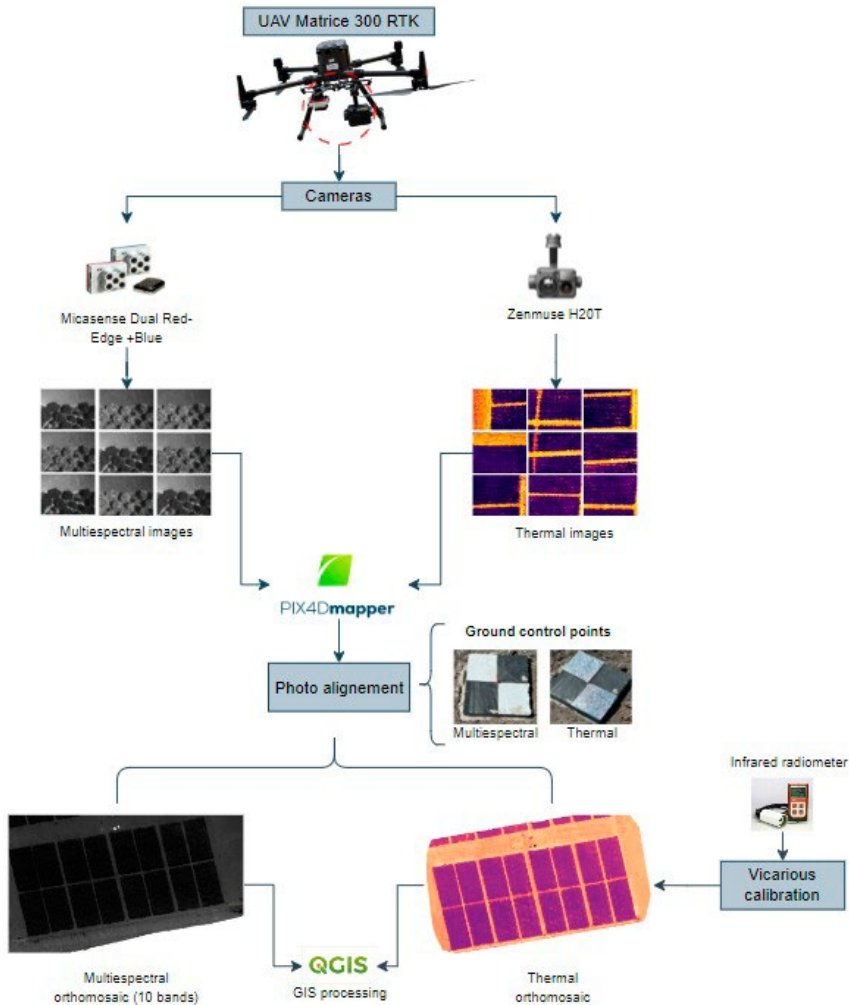 UAV Matrice 300 RTK
Cameras
Micasense Dual Red-
Edge +Blue
Zenmuse H20T
Multiespectral images
Thermal images
PIX4Dmapper
Photo alignement
Ground control points
Multiespectral
Thermal
Infrared radiometer
Vicarious
calibration
QGIS
GIS processing
Multiespectral
orthomosaic (10 bands)
Thermal
orthomosaic